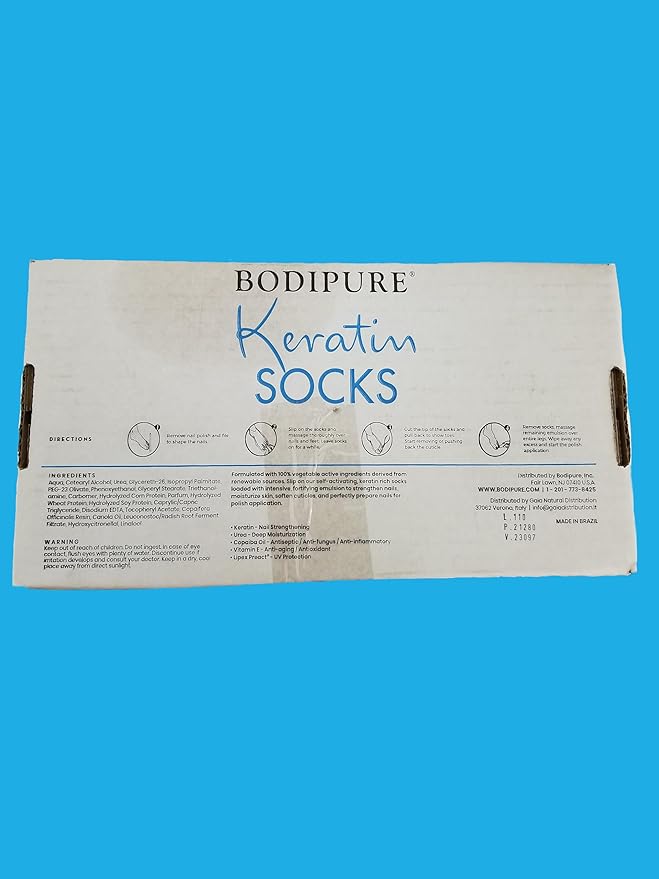 BODIPURE®
Keratin
SOCKS
DIRECTIONS
1
Remove nail polish and file
to shape the nails.
2
Slip on the socks and
massage thoroughly over
nails and feet. Leave socks
on for a while.
3
Cut the tip of the socks and
pull back to show toes.
Start removing or pushing
back the cuticle.
4
Remove socks, massage
remaining emulsion over
entire legs. Wipe away any
excess and start the polish
application.
INGREDIENTS
Aqua, Cetearyl Alcohol, Urea, Glycereth-26, Isopropyl Palmitate,
PEG-23 Olivate, Phenoxyethanol, Glyceryl Stearate, Triethanol-
amine, Carbomer, Hydrolyzed Corn Protein, Parfum, Hydrolyzed
Wheat Protein, Hydrolyzed Soy Protein, Caprylic/Capric
Triglyceride, Disodium EDTA, Tocopheryl Acetate, Copaifera
Officinalis Resin, Canola Oil, Leuconostoc/Radish Root Ferment
Filtrate, Hydroxycitronellal, Linalool.
WARNING
Keep out of reach of children. Do not ingest. In case of eye
contact, flush eyes with plenty of water. Discontinue use if
irritation develops and consult your doctor. Keep in a dry, cool
place away from direct sunlight.
Formulated with 100% vegetable active ingredients derived from
renewable sources. Slip on our self-activating, keratin rich socks
loaded with intensive, fortifying emulsion to strengthen nails,
moisturize skin, soften cuticles, and perfectly prepare nails for
polish application.
• Keratin - Nail Strengthening
• Urea - Deep Moisturization
• Copaiba Oil - Antiseptic / Anti-fungus / Anti-inflammatory
• Vitamin E - Anti-aging / Antioxidant
• Lipex Preact® - UV Protection
Distributed by Bodipure, Inc.
Fair Lawn, NJ 07410 U.S.A.
WWW.BODIPURE.COM | 1 - 201 - 773-8425
Distributed by Gaia Natural Distribution
37062 Verona, Italy | info@gaiadistribution.it
L.110
P.21280
V.23097
MADE IN BRAZIL